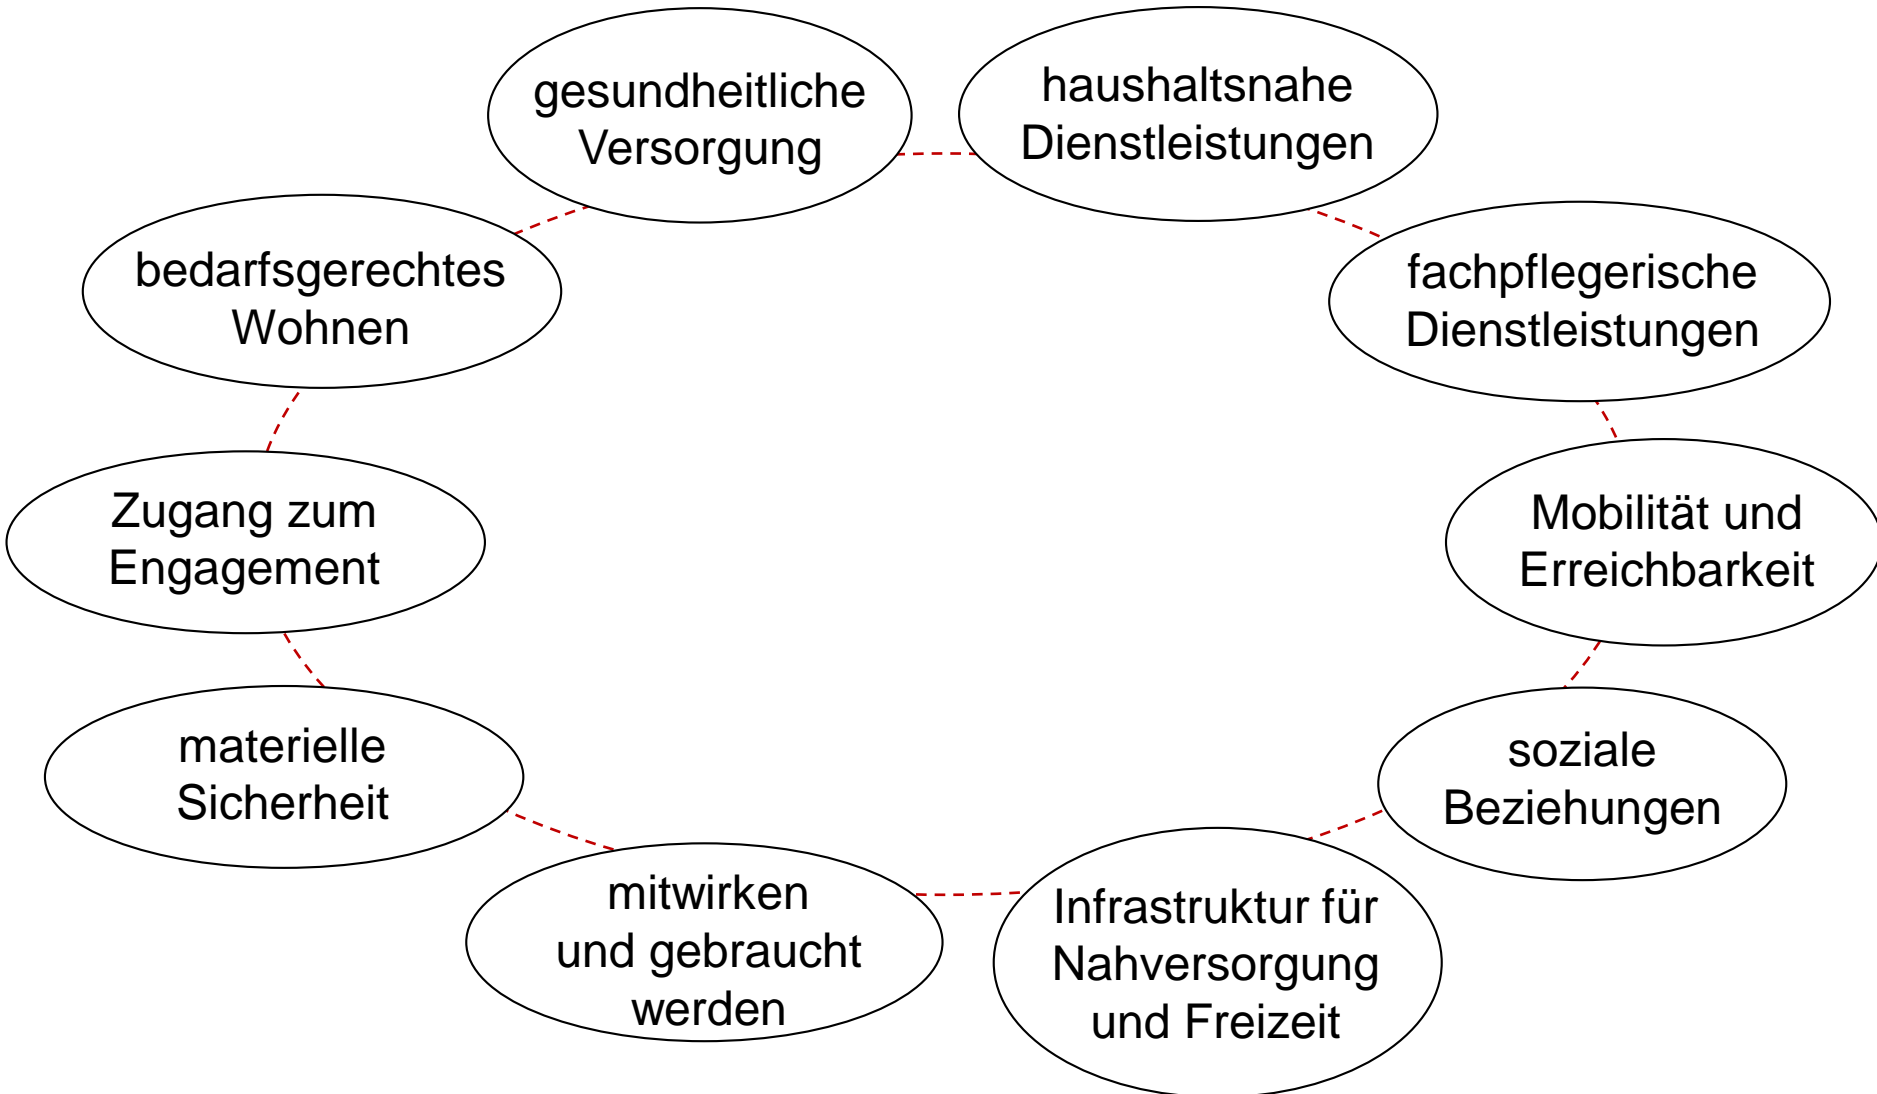 gesundheitliche
Versorgung
haushaltsnahe
Dienstleistungen
bedarfsgerechtes
Wohnen
fachpflegerische
Dienstleistungen
Zugang zum
Engagement
Mobilität und
Erreichbarkeit
materielle
Sicherheit
soziale
Beziehungen
mitwirken
und gebraucht
werden
Infrastruktur für
Nahversorgung
und Freizeit